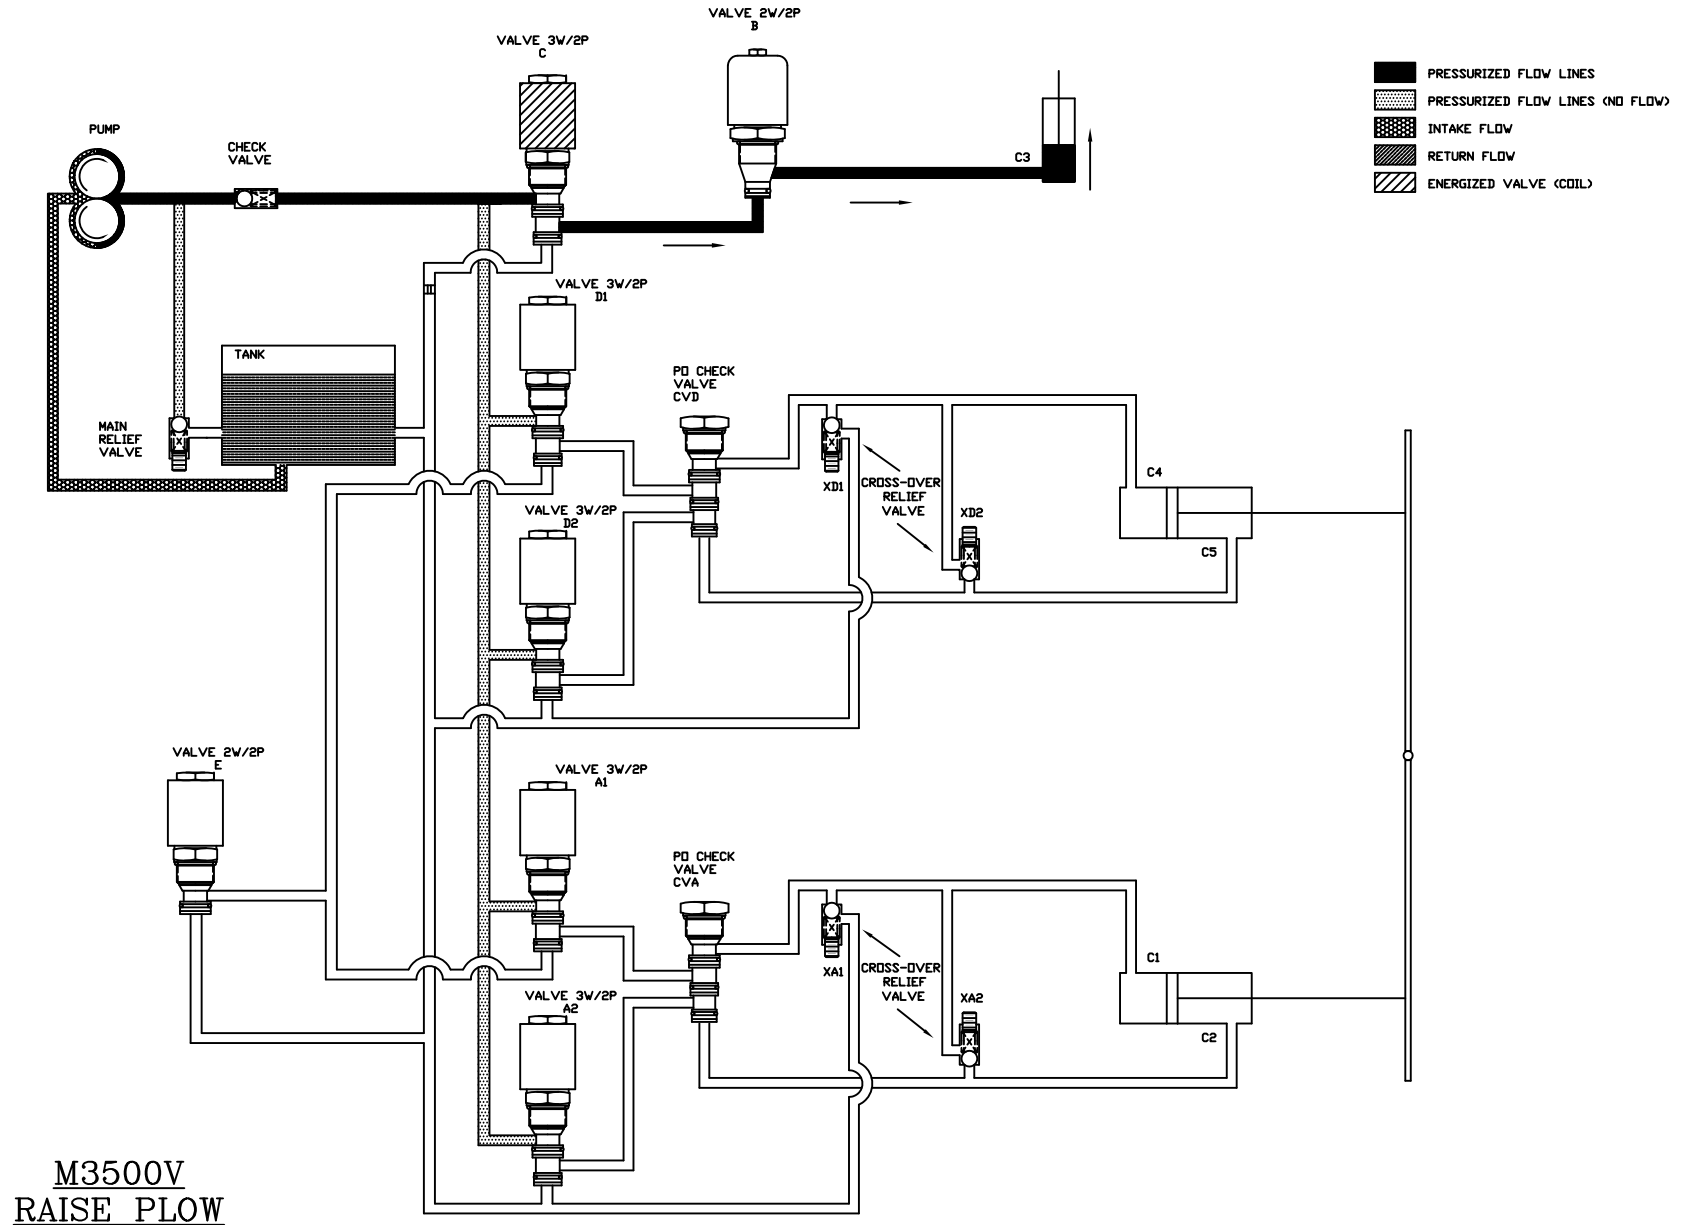 VALVE 2W/2P
B
VALVE 3W/2P
C
PRESSURIZED FLOW LINES
PRESSURIZED FLOW LINES (NO FLOW)
INTAKE FLOW
RETURN FLOW
ENERGIZED VALVE (COIL)
PUMP
CHECK
VALVE
C3
VALVE 3W/2P
D1
TANK
MAIN
RELIEF
VALVE
PO CHECK
VALVE
CVD
XD1
CROSS-OVER
RELIEF
VALVE
XD2
C4
C5
VALVE 3W/2P
D2
VALVE 2W/2P
E
VALVE 3W/2P
A1
PO CHECK
VALVE
CVA
XA1
CROSS-OVER
RELIEF
VALVE
XA2
C1
C2
VALVE 3W/2P
A2
M3500V
RAISE PLOW